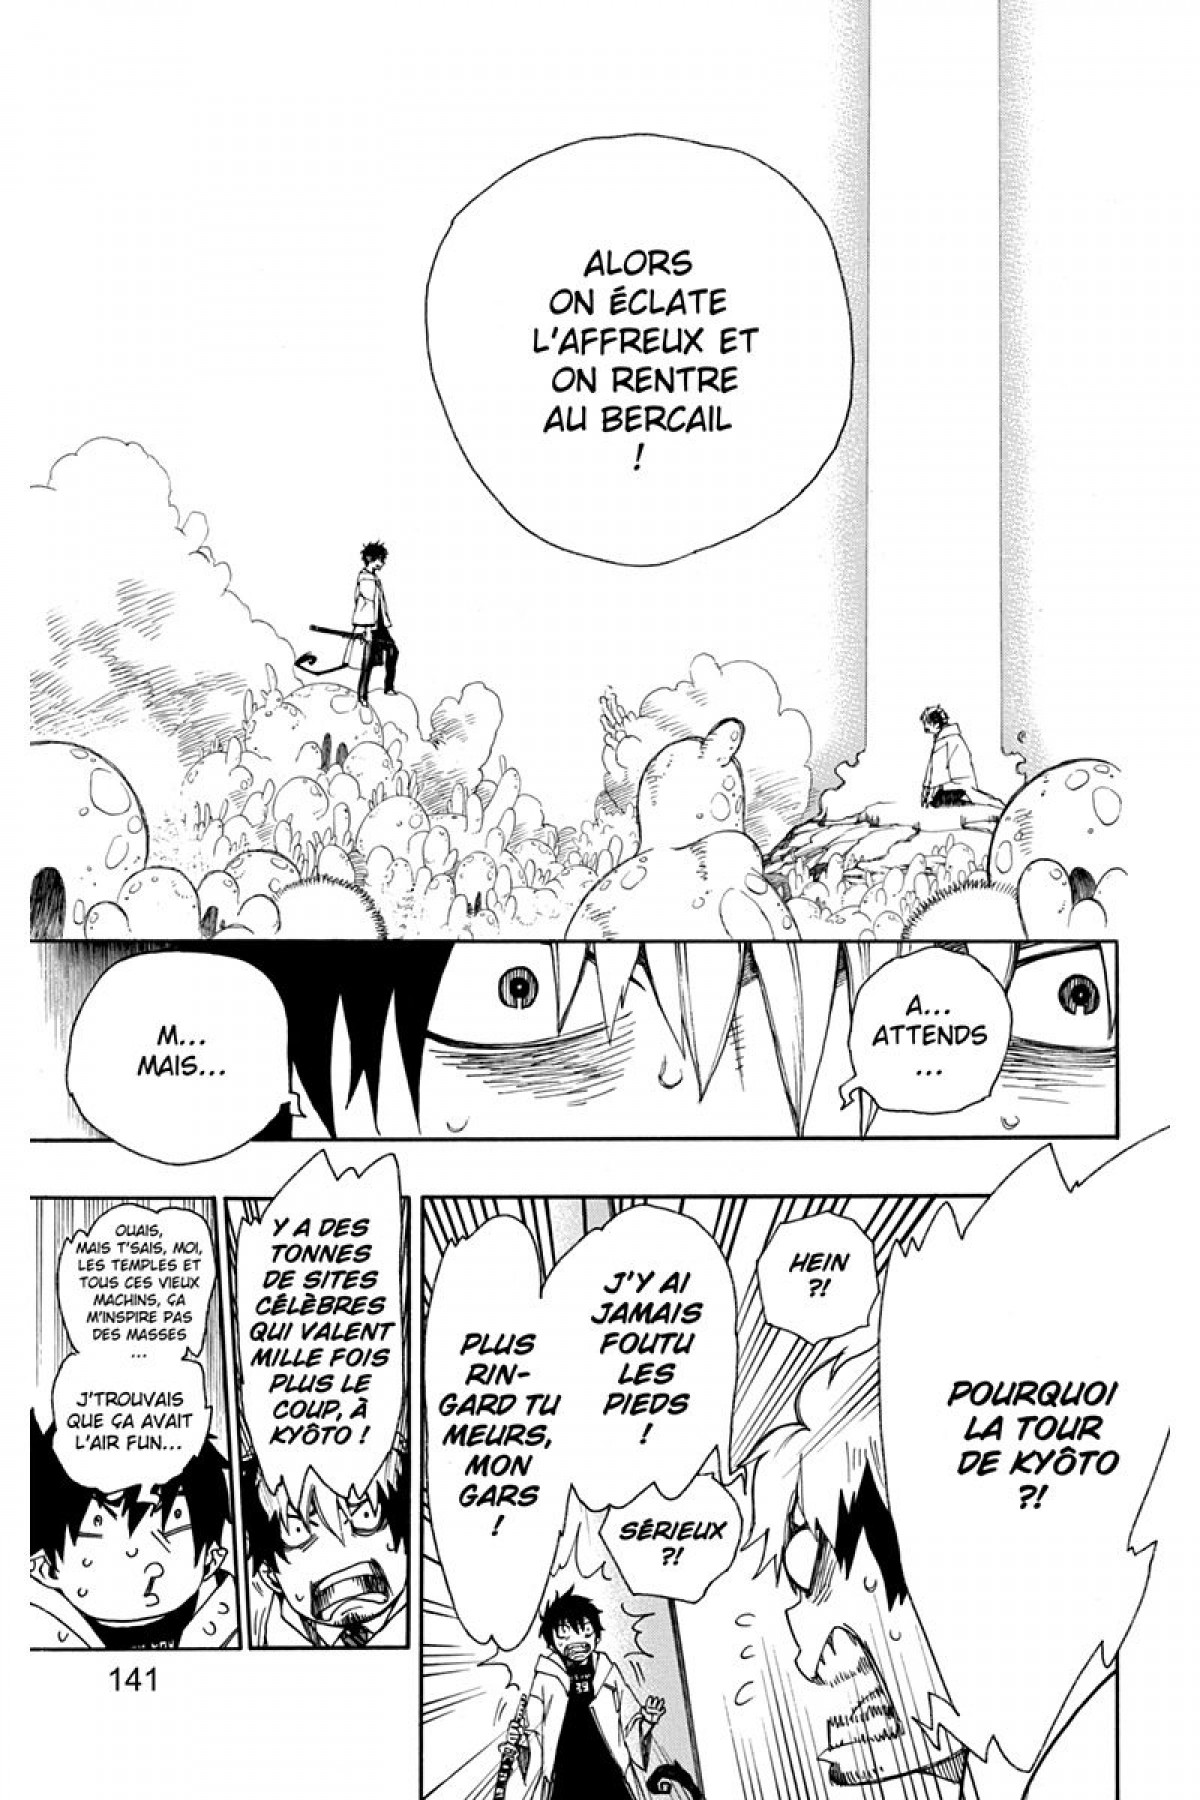 ALORS
ON ÉCLATE
L'AFFREUX ET
ON RENTRE
AU BERCAIL
!
A...
ATTENDS
...
M...
MAIS...
POURQUOI
LA TOUR
DE KYÔTO
?!
HEIN
?!
J'Y AI
JAMAIS
FOUTU
LES
PIEDS
!
SÉRIEUX
?!
PLUS
RIN-
GARD TU
MEURS,
MON
GARS
!
Y A DES
TONNES
DE SITES
CÉLÈBRES
QUI VALENT
MILLE FOIS
PLUS LE
COUP, À
KYÔTO !
OUAIS,
MAIS T'SAIS, MOI,
LES TEMPLES ET
TOUS CES VIEUX
MACHINS, ÇA
M'INSPIRE PAS
DES MASSES
...
J'TROUVAIS
QUE ÇA AVAIT
L'AIR FUN...
39
141